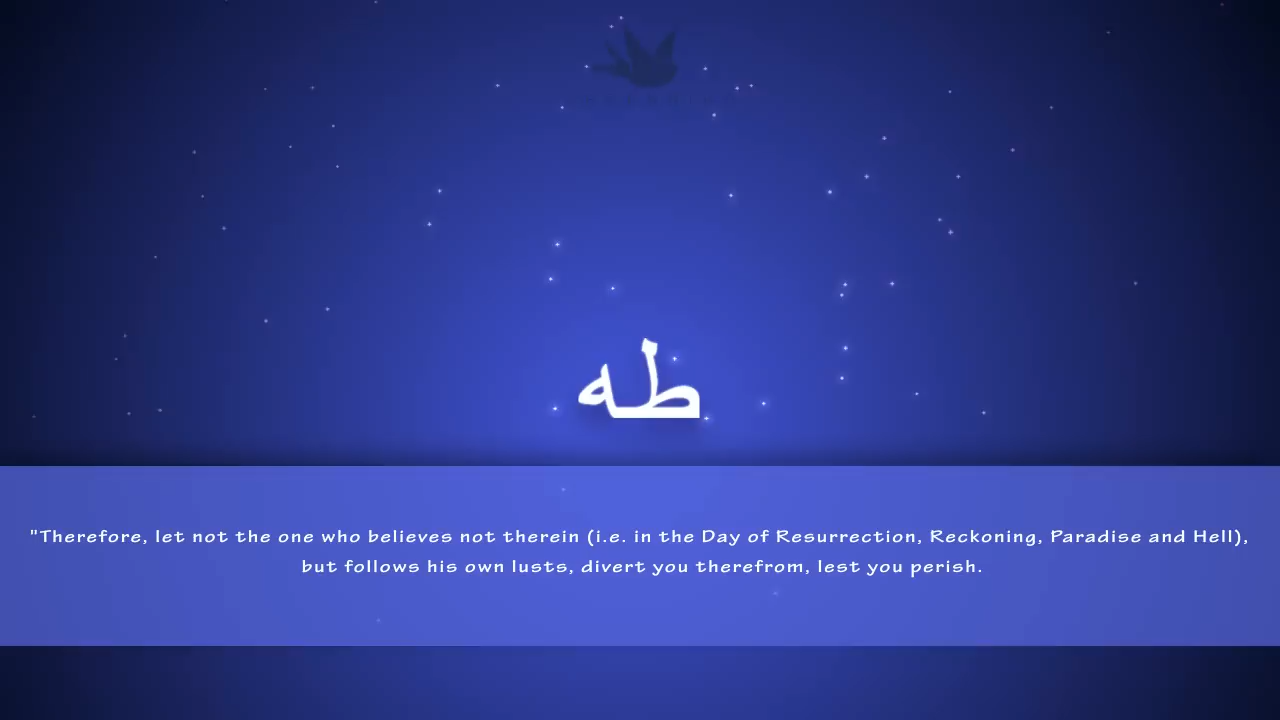 طه
"Therefore, let not the one who believes not therein (i.e. in the Day of Resurrection, Reckoning, Paradise and Hell),
but follows his own lusts, divert you therefrom, lest you perish.